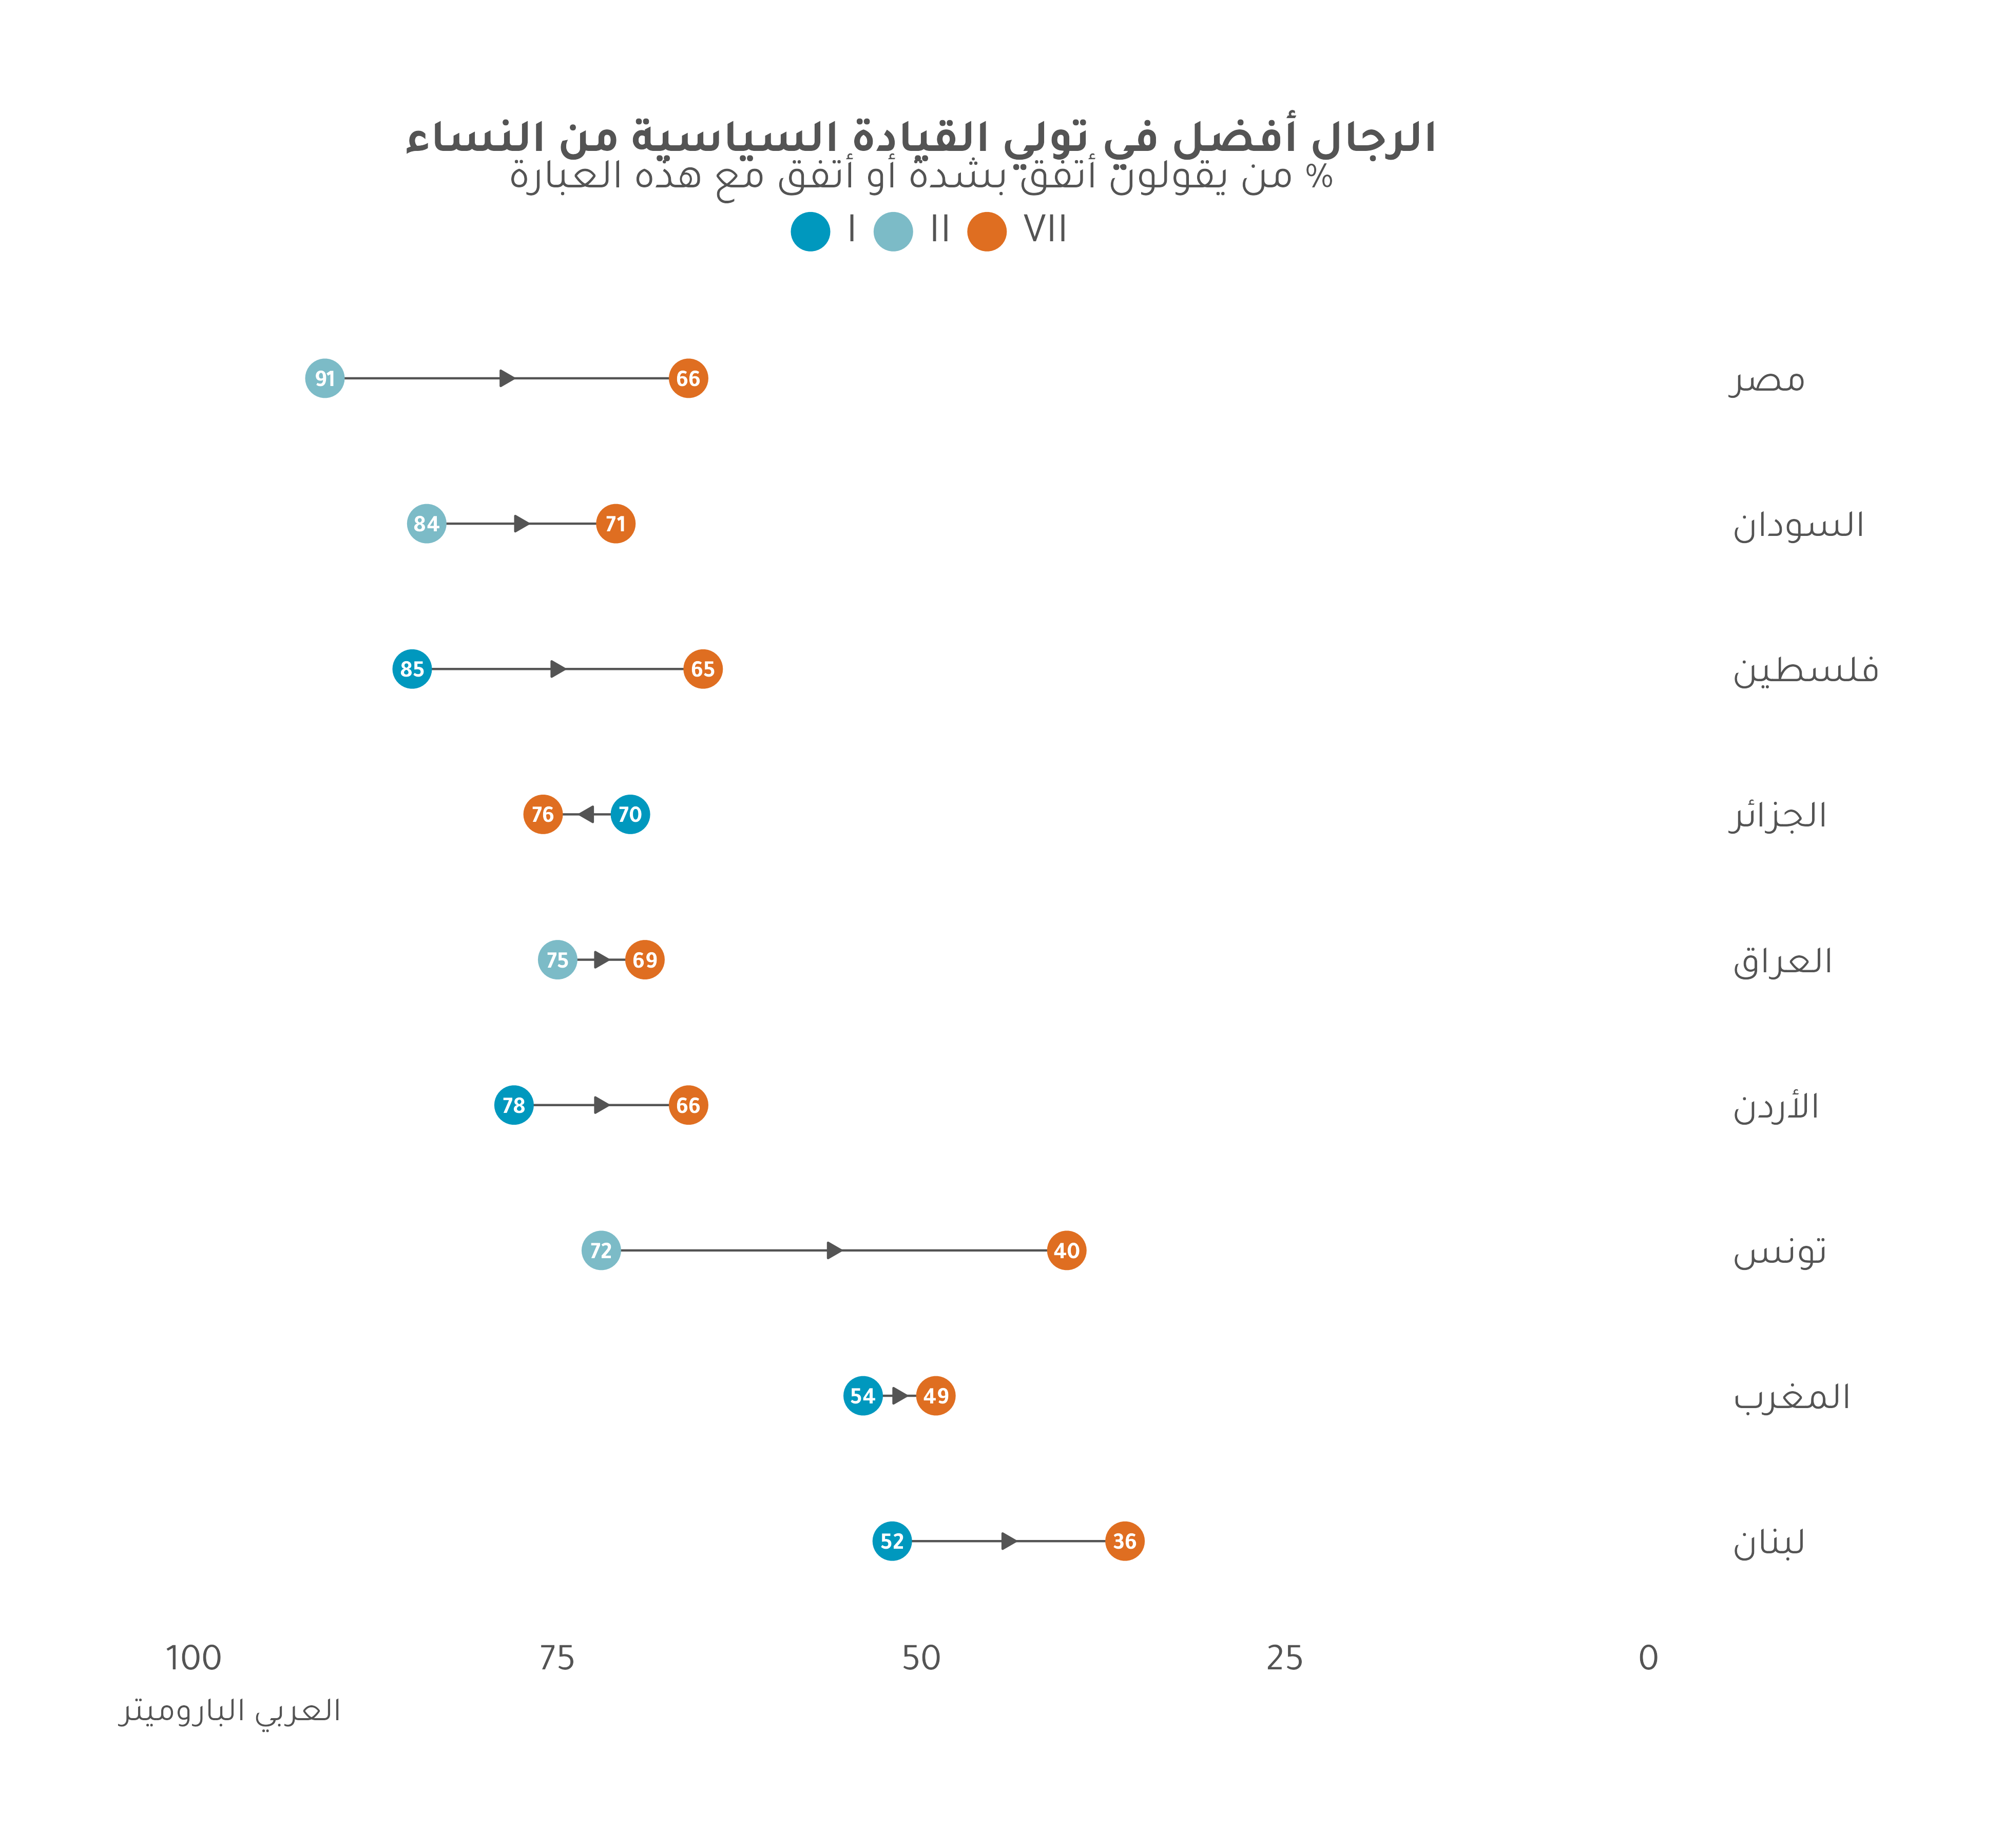 الرجال أفضل في تولي القيادة السياسية من النساء
% من يقولون أتفق بشدة أو أتفق مع هذه العبارة
I II VII
مصر 66 91
السودان 71 84
فلسطين 65 85
الجزائر 70 76
العراق 69 75
الأردن 66 78
تونس 40 72
المغرب 49 54
لبنان 36 52
0 25 50 75 100
العربي الباروميتر